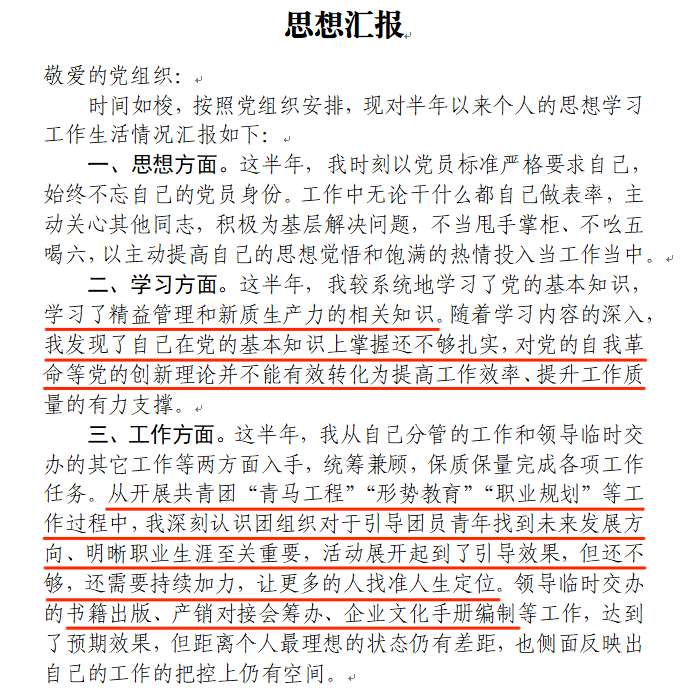 思想汇报
敬爱的党组织：
时间如梭，按照党组织安排，现对半年以来个人的思想学习
工作生活情况汇报如下：
一、思想方面。这半年，我时刻以党员标准严格要求自己，
始终不忘自己的党员身份。工作中无论干什么都自己做表率，主
动关心其他同志，积极为基层解决问题，不当甩手掌柜、不吆五
喝六，以主动提高自己的思想觉悟和饱满的热情投入当工作当中。
二、学习方面。这半年，我较系统地学习了党的基本知识，
学习了精益管理和新质生产力的相关知识。随着学习内容的深入，
我发现了自己在党的基本知识上掌握还不够扎实，对党的自我革
命等党的创新理论并不能有效转化为提高工作效率、提升工作质
量的有力支撑。
三、工作方面。这半年，我从自己分管的工作和领导临时交
办的其它工作等两方面入手，统筹兼顾，保质保量完成各项工作
任务。从开展共青团“青马工程”“形势教育”“职业规划”等工
作过程中，我深刻认识团组织对于引导团员青年找到未来发展方
向、明晰职业生涯至关重要，活动展开起到了引导效果，但还不
够，还需要持续加力，让更多的人找准人生定位。领导临时交办
的书籍出版、产销对接会筹办、企业文化手册编制等工作，达到
了预期效果，但距离个人最理想的状态仍有差距，也侧面反映出
自己的工作的把控上仍有空间。